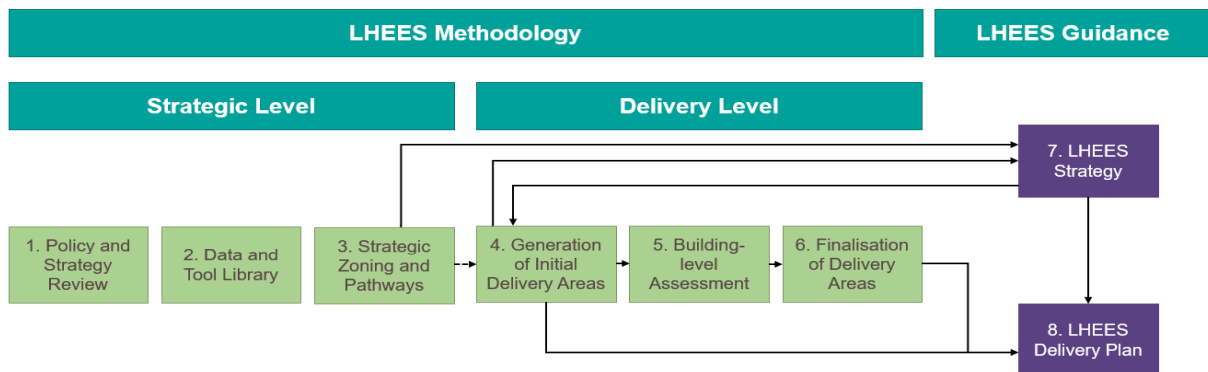 LHEES Methodology
LHEES Guidance
Strategic Level
Delivery Level
7. LHEES
Strategy
1. Policy and
Strategy
Review
2. Data and
Tool Library
3. Strategic
Zoning and
Pathways
4. Generation
of Initial
Delivery Areas
5. Building-
level
Assessment
6. Finalisation
of Delivery
Areas
8. LHEES
Delivery Plan